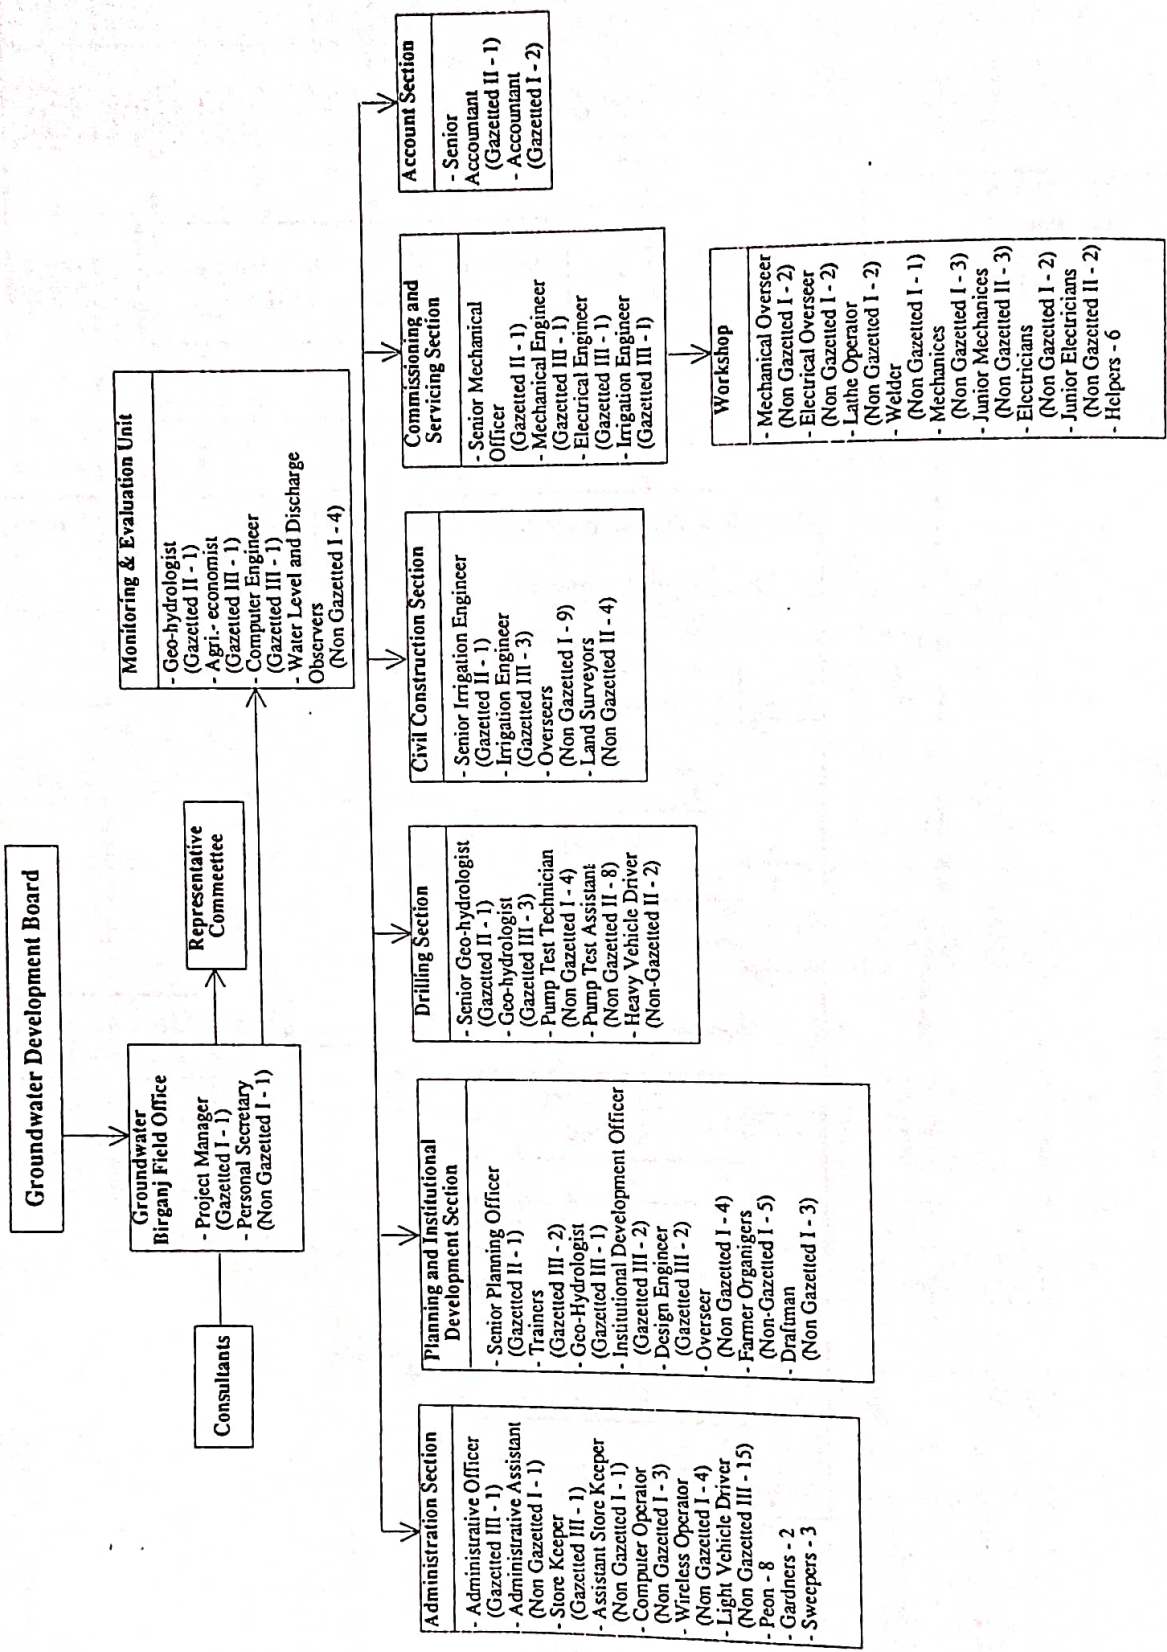 Groundwater Development Board
Groundwater
Birganj Field Office
- Project Manager
(Gazetted I - 1)
- Personal Secretary
(Non Gazetted I - 1)
Consultants
Representative
Commeettee
Monitoring & Evaluation Unit
- Geo-hydrologist
(Gazetted II - 1)
- Agri.- economist
(Gazetted III - 1)
- Computer Engineer
(Gazetted III - 1)
- Water Level and Discharge
Observers
(Non Gazetted I - 4)
Administration Section
- Administrative Officer
(Gazetted III - 1)
- Administrative Assistant
(Non Gazetted I - 1)
- Store Keeper
(Gazetted III - 1)
- Assistant Store Keeper
(Non Gazetted I - 1)
- Computer Operator
(Non Gazetted I - 3)
- Wireless Operator
(Non Gazetted I - 4)
- Light Vehicle Driver
(Non Gazetted III - 15)
- Peon - 8
- Gardners - 2
- Sweepers - 3
Planning and Institutional
Development Section
- Senior Planning Officer
(Gazetted II - 1)
- Trainers
(Gazetted III - 2)
- Geo-Hydrologist
(Gazetted III - 1)
- Institutional Development Officer
(Gazetted III - 2)
- Design Engineer
(Gazetted III - 2)
- Overseer
(Non Gazetted I - 4)
- Farmer Organigers
(Non-Gazetted I - 5)
- Draftman
(Non Gazetted I - 3)
Drilling Section
- Senior Geo-hydrologist
(Gazetted II - 1)
- Geo-hydrologist
(Gazetted III - 3)
- Pump Test Technician
(Non Gazetted I - 4)
- Pump Test Assistant
(Non Gazetted II - 8)
- Heavy Vehicle Driver
(Non-Gazetted II - 2)
Civil Construction Section
- Senior Irrigation Engineer
(Gazetted II - 1)
- Irrigation Engineer
(Gazetted III - 3)
- Overseers
(Non Gazetted I - 9)
- Land Surveyors
(Non Gazetted II - 4)
Commissioning and
Servicing Section
- Senior Mechanical
Officer
(Gazetted II - 1)
- Mechanical Engineer
(Gazetted III - 1)
- Electrical Engineer
(Gazetted III - 1)
- Irrigation Engineer
(Gazetted III - 1)
Account Section
- Senior
Accountant
(Gazetted II - 1)
- Accountant
(Gazetted I - 2)
Workshop
- Mechanical Overseer
(Non Gazetted I - 2)
- Electrical Overseer
(Non Gazetted I - 2)
- Lathe Operator
(Non Gazetted I - 2)
- Welder
(Non Gazetted I - 1)
- Mechanices
(Non Gazetted I - 3)
- Junior Mechanices
(Non Gazetted II - 3)
- Electricians
(Non Gazetted I - 2)
- Junior Electricians
(Non Gazetted II - 2)
- Helpers - 6